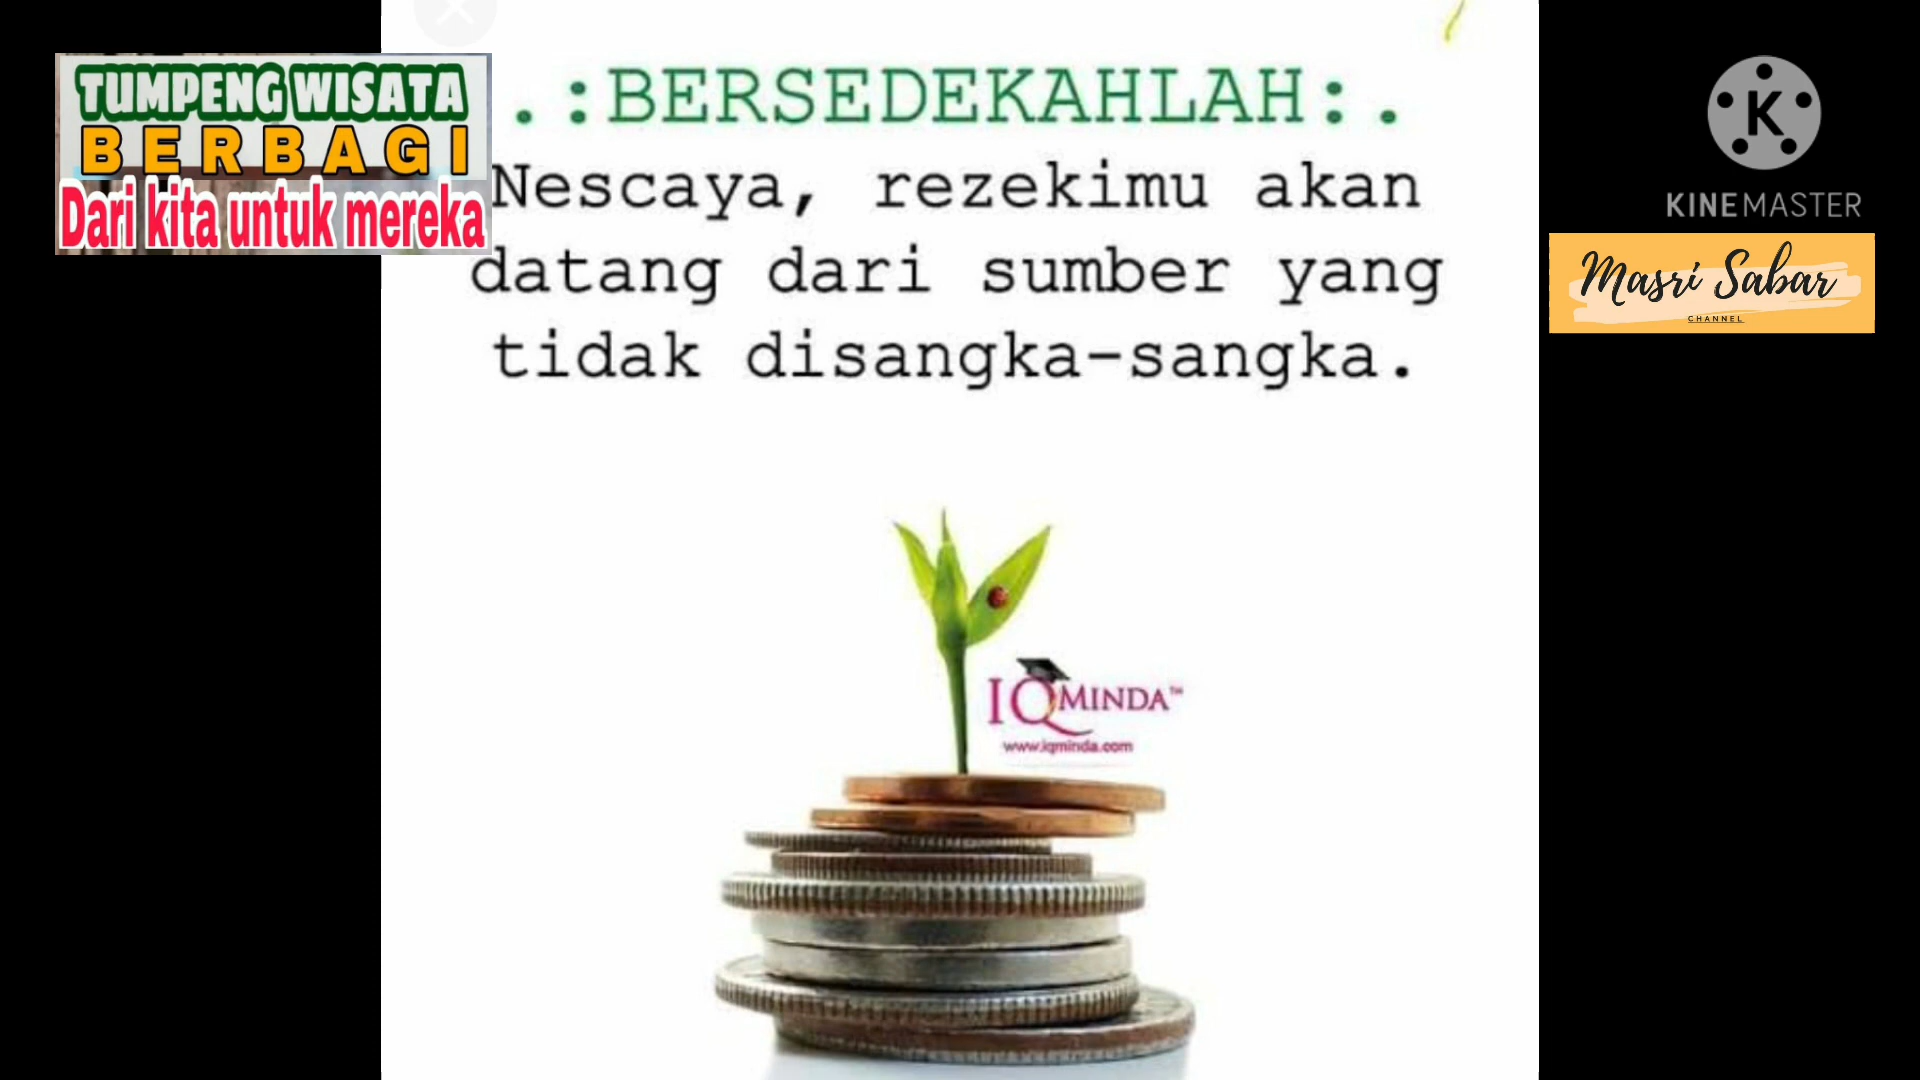 TUMPENG WISATA
BERBAGI
Dari kita untuk mereka
.:BERSEDEKAHLAH:.
Nescaya, rezekimu akan
datang dari sumber yang
tidak disangka-sangka.
IQMINDA™
www.iqminda.com
K
KINEMASTER
Masri Sabar
CHANNEL